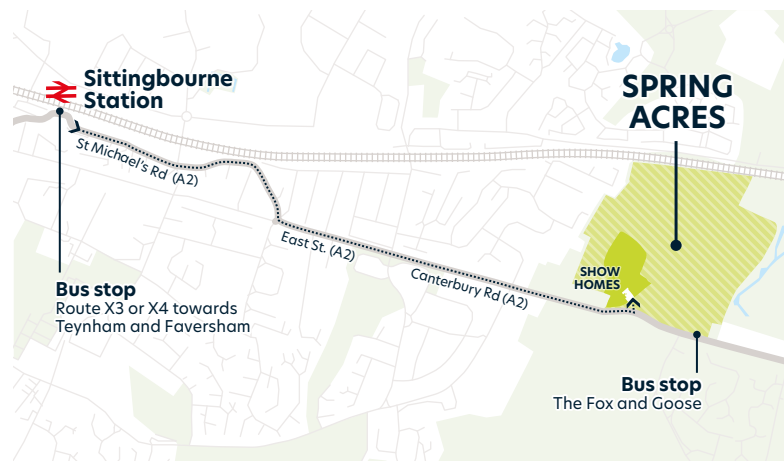 Sittingbourne
Station
SPRING
ACRES
St Michael's Rd (A2)
East St. (A2)
Canterbury Rd (A2)
SHOW
HOMES
Bus stop
Route X3 or X4 towards
Teynham and Faversham
Bus stop
The Fox and Goose